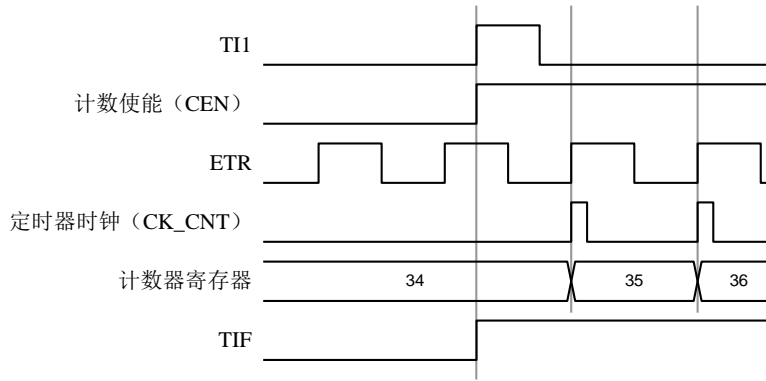 TI1
计数使能（CEN）
ETR
定时器时钟（CK_CNT）
计数器寄存器 34 35 36
TIF